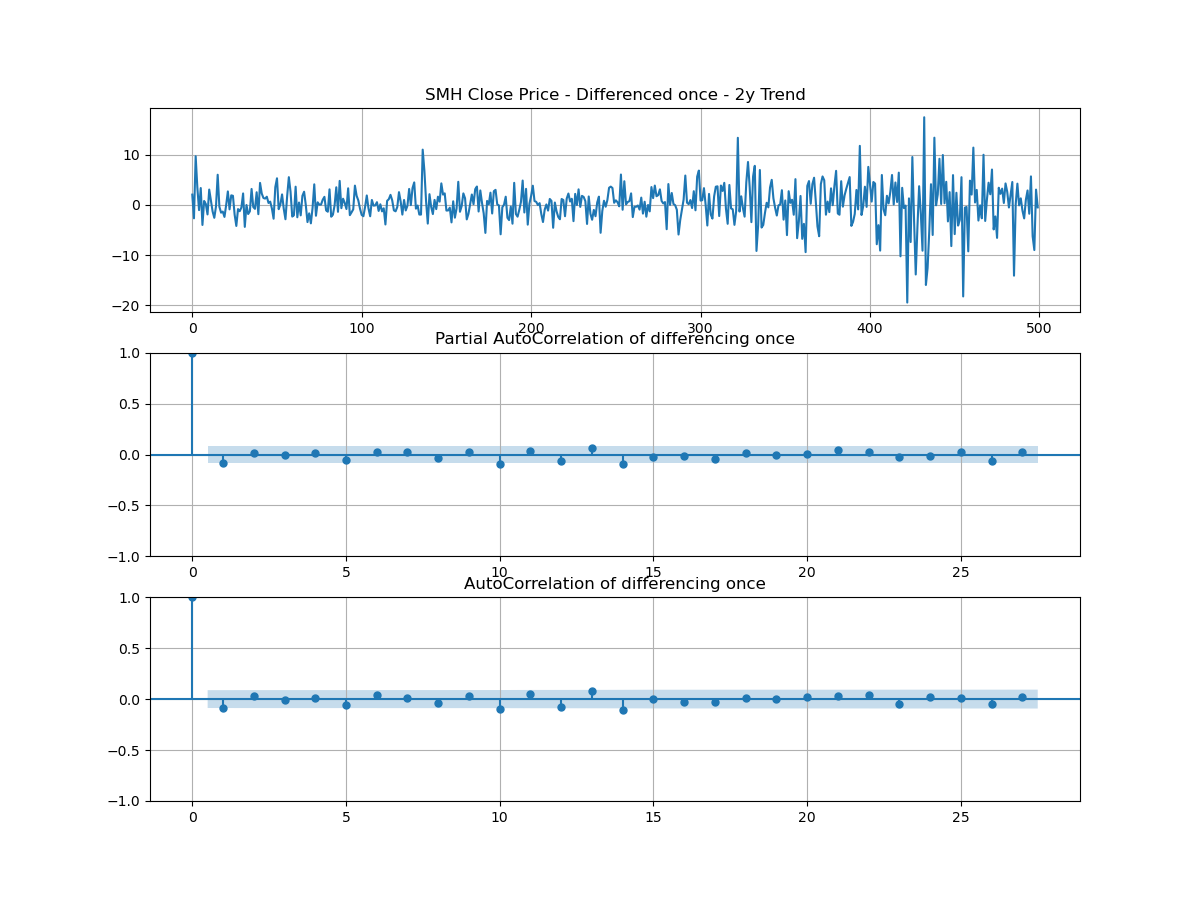 SMH Close Price - Differenced once - 2y Trend
10
0
−10
−20
0 100 200 300 400 500
Partial AutoCorrelation of differencing once
1.0
0.5
0.0
−0.5
−1.0
0 5 10 15 20 25
AutoCorrelation of differencing once
1.0
0.5
0.0
−0.5
−1.0
0 5 10 15 20 25